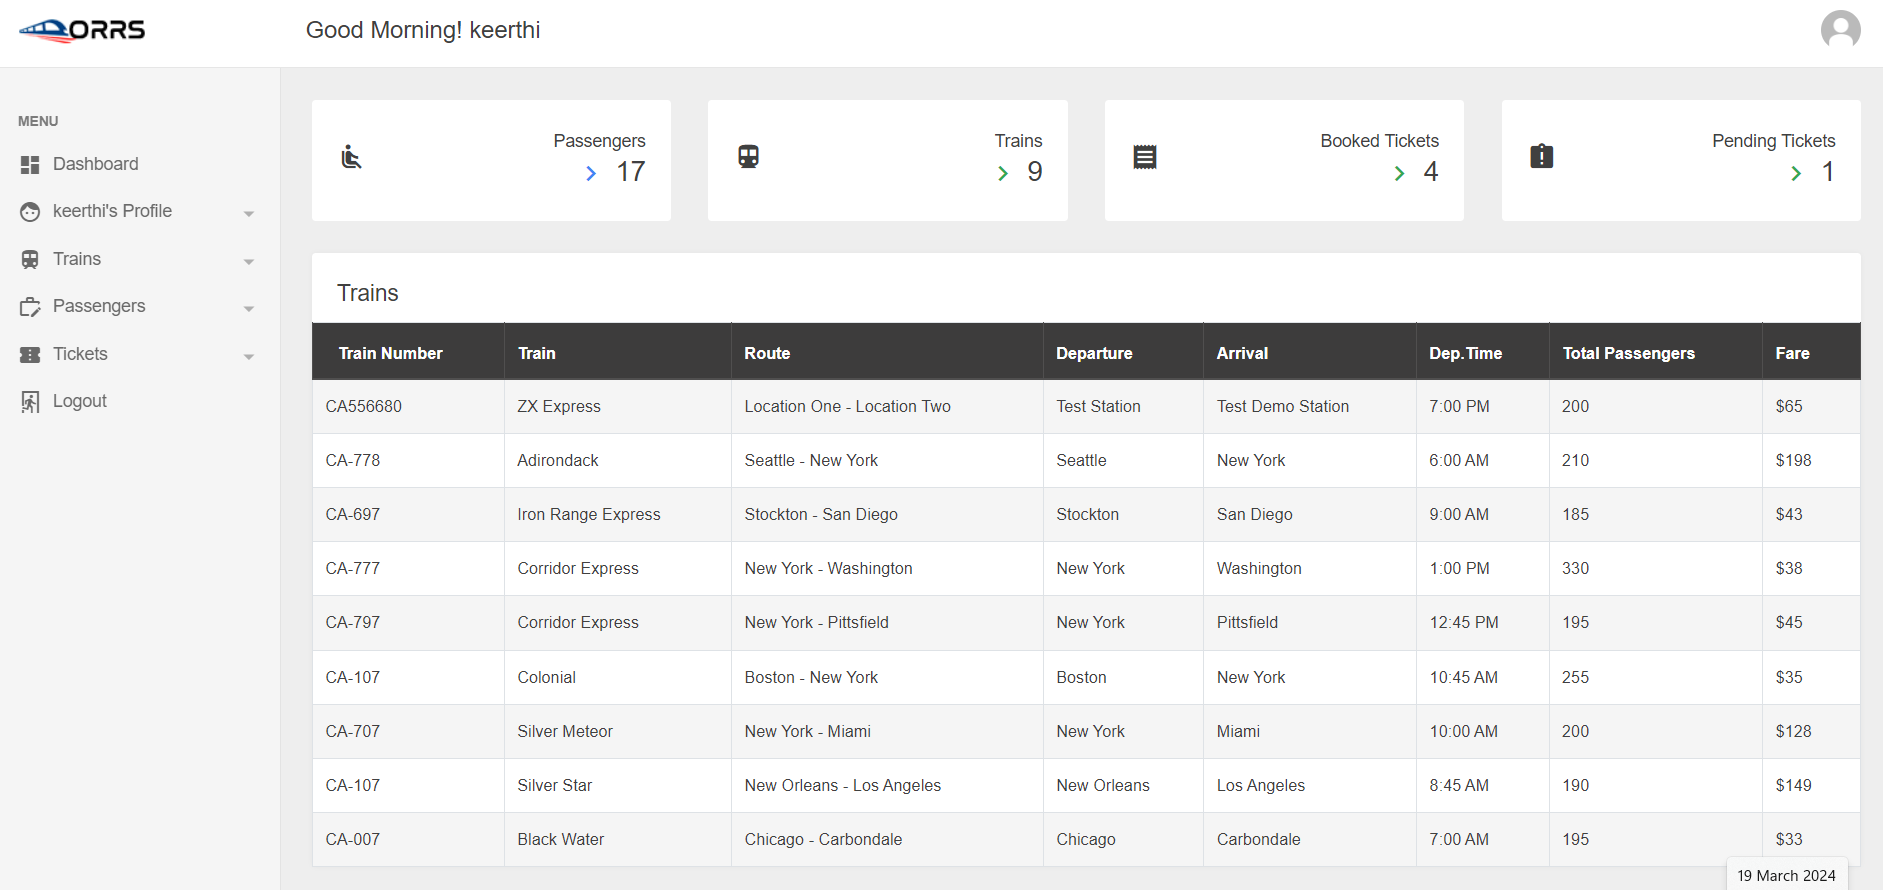 ORRS
Good Morning! keerthi
MENU
Dashboard
keerthi's Profile
Trains
Passengers
Tickets
Logout
Passengers
17
Trains
9
Booked Tickets
4
Pending Tickets
1
Trains
Train Number Train Route Departure Arrival Dep.Time Total Passengers Fare
CA556680 ZX Express Location One - Location Two Test Station Test Demo Station 7:00 PM 200 $65
CA-778 Adirondack Seattle - New York Seattle New York 6:00 AM 210 $198
CA-697 Iron Range Express Stockton - San Diego Stockton San Diego 9:00 AM 185 $43
CA-777 Corridor Express New York - Washington New York Washington 1:00 PM 330 $38
CA-797 Corridor Express New York - Pittsfield New York Pittsfield 12:45 PM 195 $45
CA-107 Colonial Boston - New York Boston New York 10:45 AM 255 $35
CA-707 Silver Meteor New York - Miami New York Miami 10:00 AM 200 $128
CA-107 Silver Star New Orleans - Los Angeles New Orleans Los Angeles 8:45 AM 190 $149
CA-007 Black Water Chicago - Carbondale Chicago Carbondale 7:00 AM 195 $33
19 March 2024